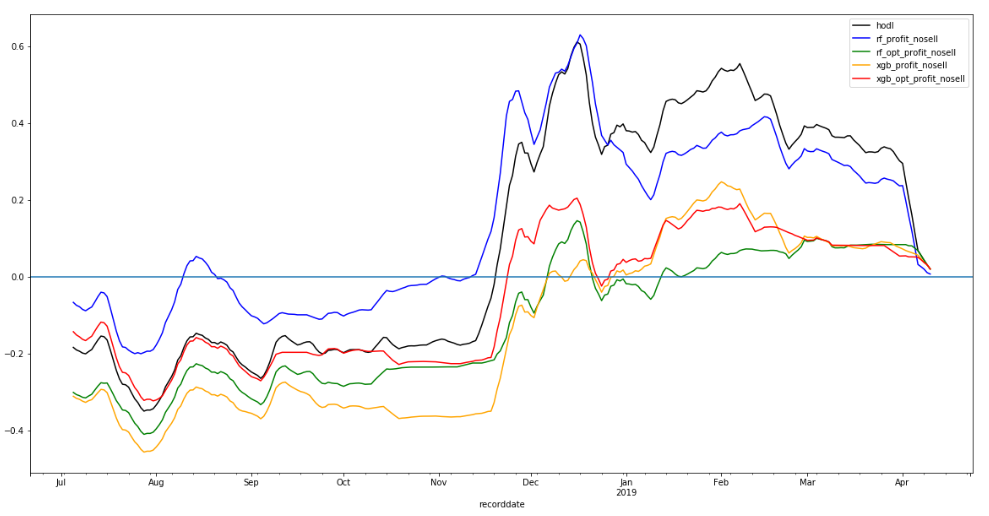 hodl
rf_profit_nosell
rf_opt_profit_nosell
xgb_profit_nosell
xgb_opt_profit_nosell
0.6
0.4
0.2
0.0
−0.2
−0.4
Jul Aug Sep Oct Nov Dec Jan Feb Mar Apr
2019
recorddate